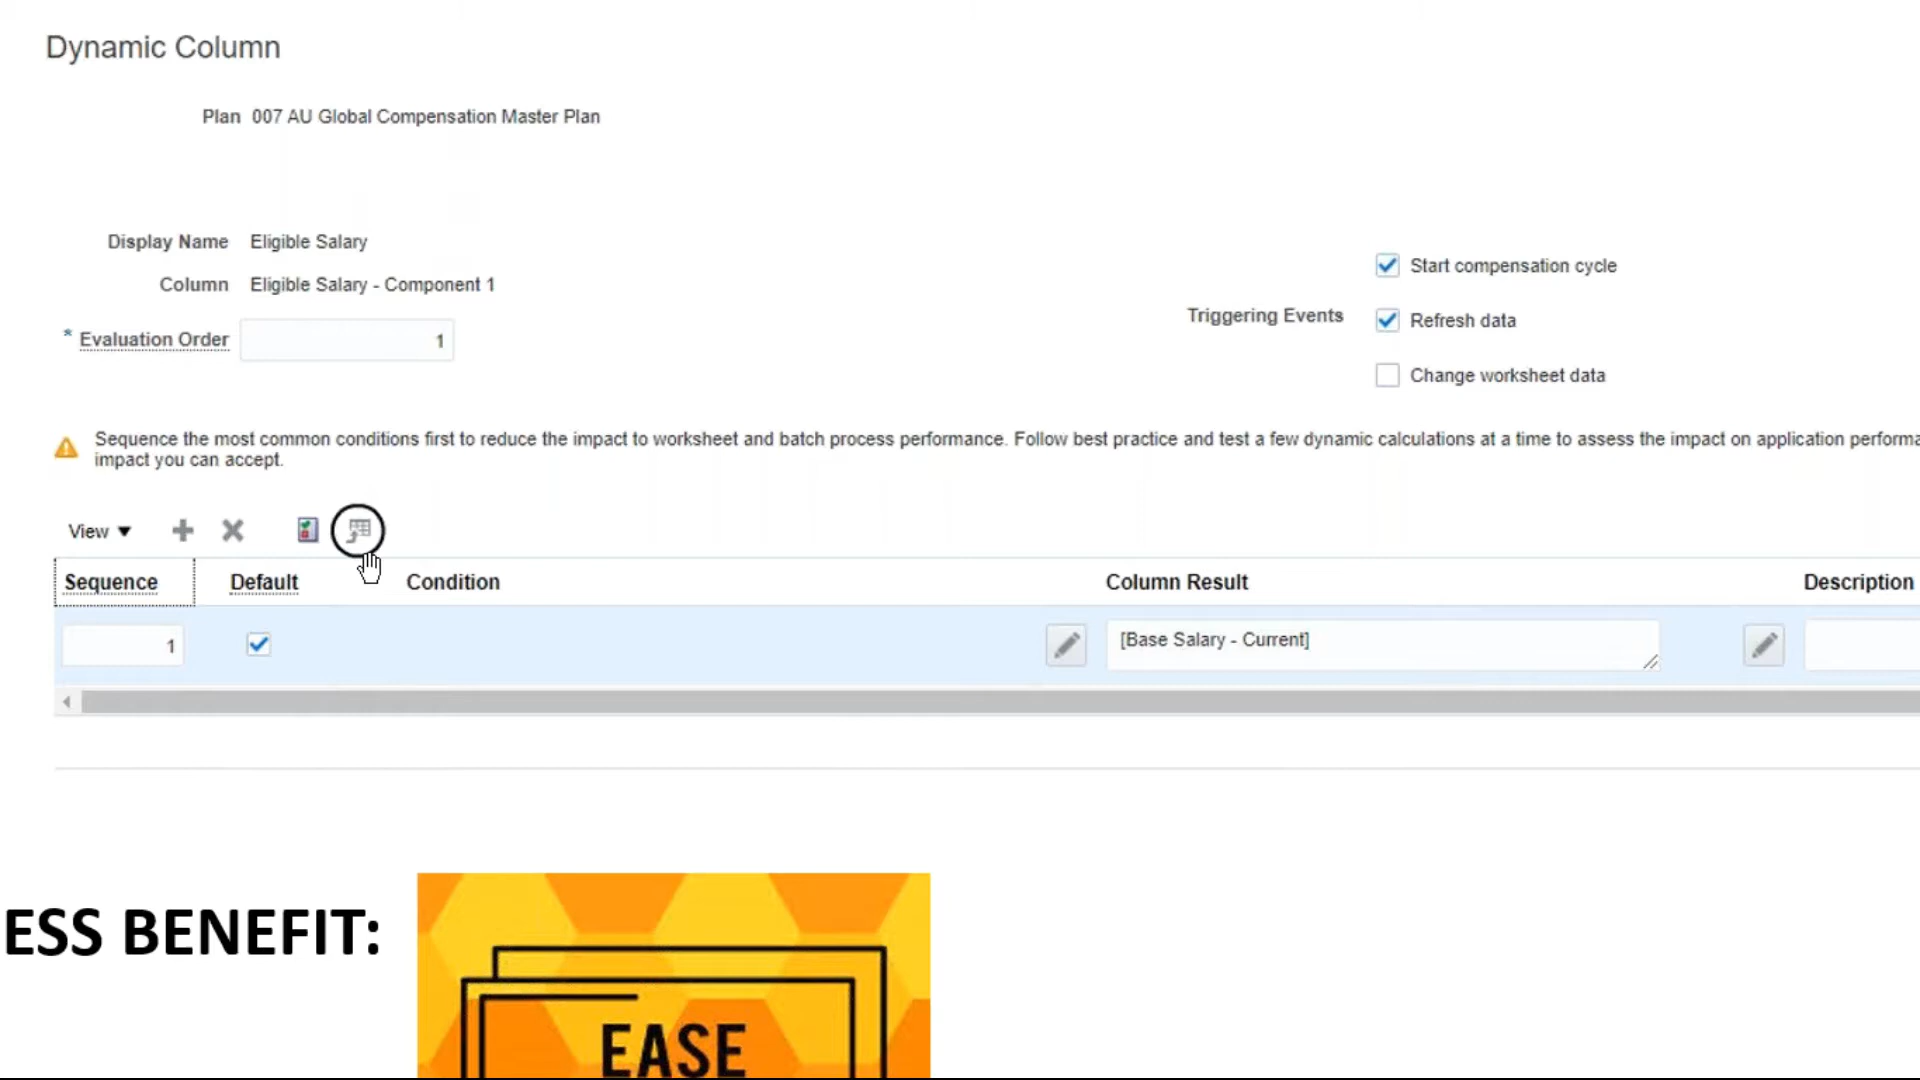 Dynamic Column
Plan 007 AU Global Compensation Master Plan
Display Name Eligible Salary
Column Eligible Salary - Component 1
* Evaluation Order 1
Start compensation cycle
Triggering Events Refresh data
Change worksheet data
Sequence the most common conditions first to reduce the impact to worksheet and batch process performance. Follow best practice and test a few dynamic calculations at a time to assess the impact on application performa
impact you can accept.
View
Sequence Default Condition Column Result Description
1 [Base Salary - Current]
ESS BENEFIT:
EASE